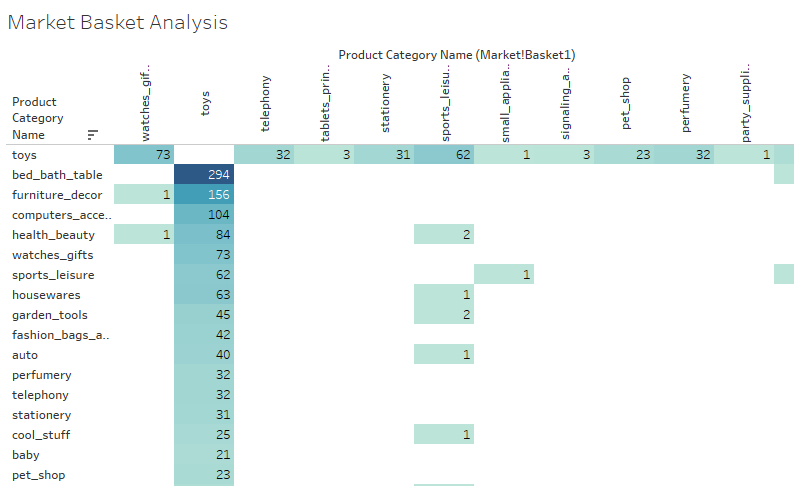 Market Basket Analysis
Product Category Name (Market!Basket1)
Product
Category
Name
watches_gif..
toys
telephony
tablets_prin..
stationery
sports_leisu..
small_applia..
signaling_a..
pet_shop
perfumery
party_suppli..
toys 73 32 3 31 62 1 3 23 32 1
bed_bath_table 294
furniture_decor 1 156
computers_acce.. 104
health_beauty 1 84 2
watches_gifts 73
sports_leisure 62 1
housewares 63 1
garden_tools 45 2
fashion_bags_a.. 42
auto 40 1
perfumery 32
telephony 32
stationery 31
cool_stuff 25 1
baby 21
pet_shop 23